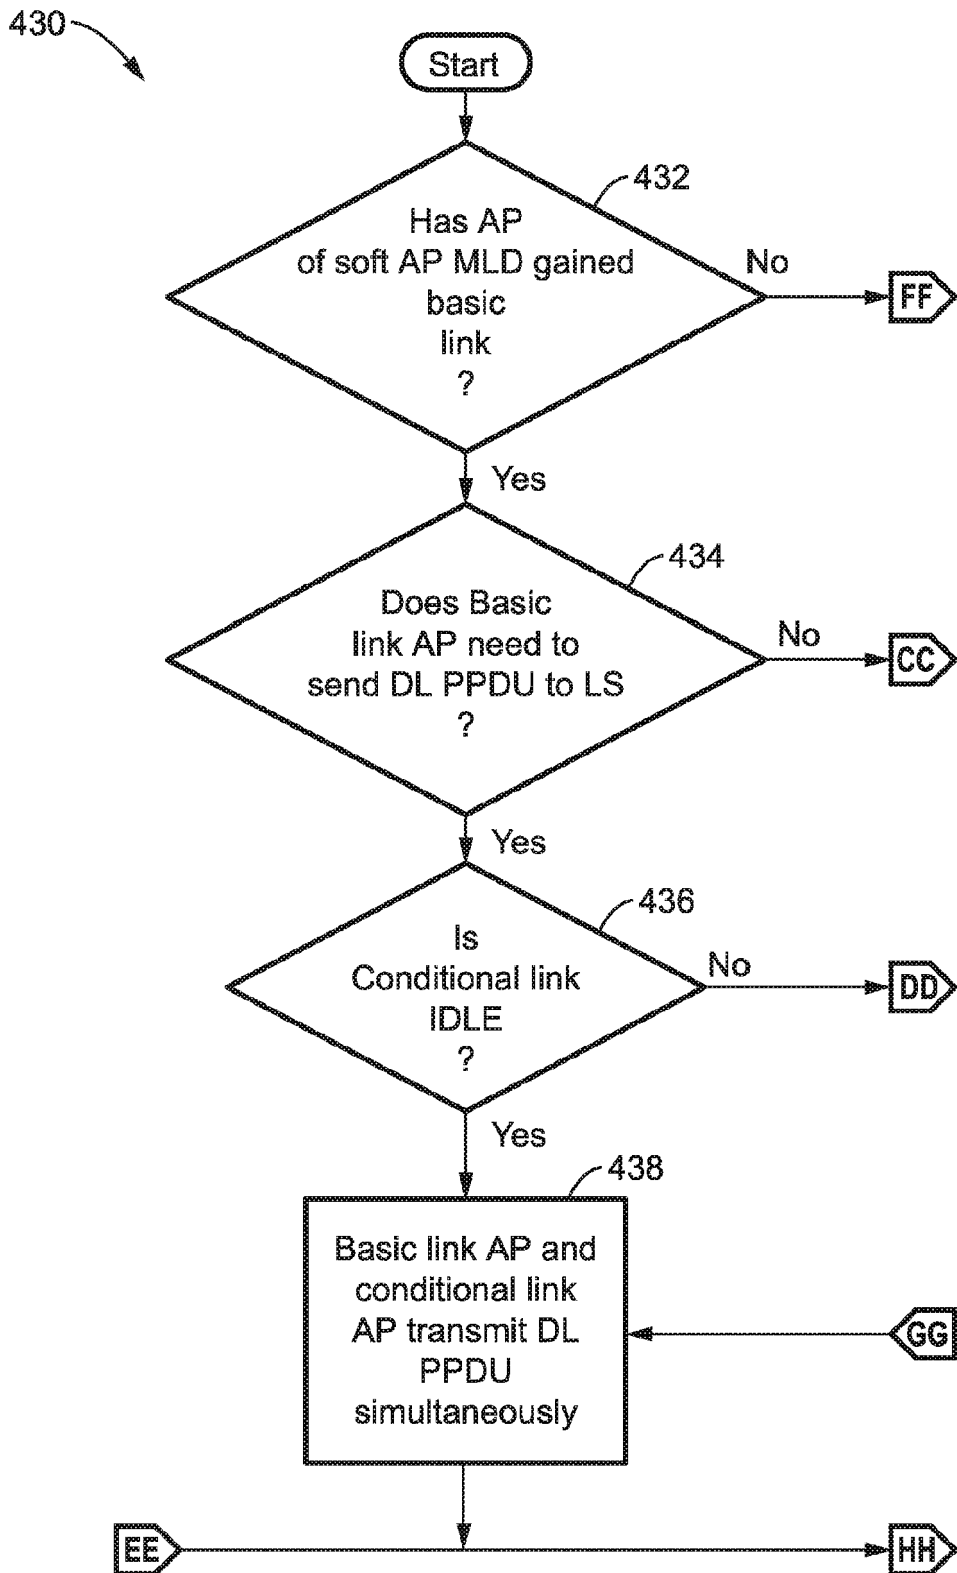 430
Start
432
Has AP
of soft AP MLD gained
basic
link
?
No
FF
Yes
434
Does Basic
link AP need to
send DL PPDU to LS
?
No
CC
Yes
436
Is
Conditional link
IDLE
?
No
DD
Yes
438
Basic link AP and
conditional link
AP transmit DL
PPDU
simultaneously
GG
EE
HH